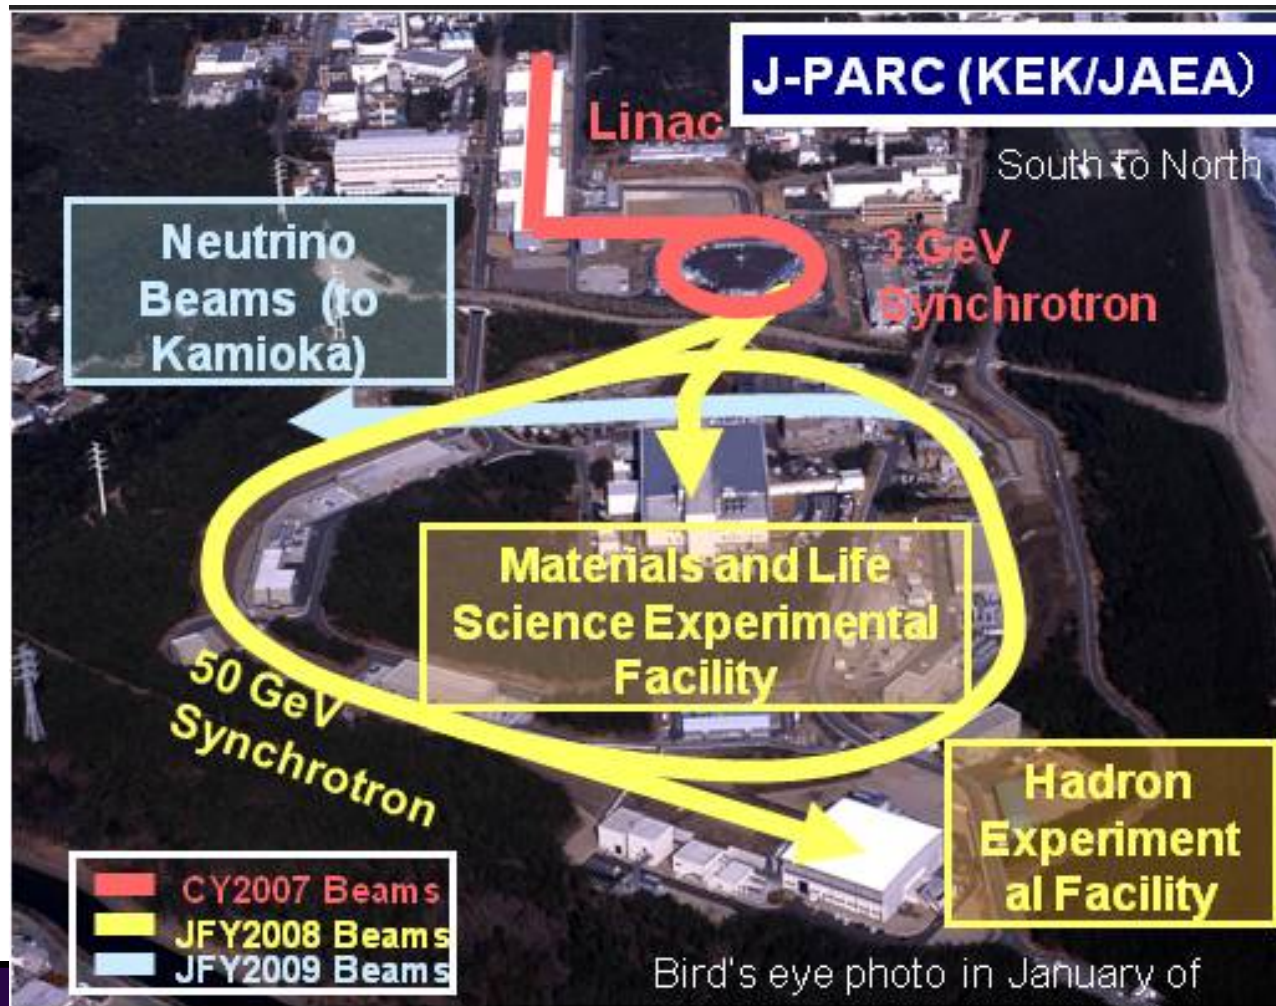 J-PARC (KEK/JAEA）
Linac
South to North
Neutrino
Beams (to
Kamioka)
3 GeV
Synchrotron
Materials and Life
Science Experimental
Facility
50 GeV
Synchrotron
Hadron
Experiment
al Facility
CY2007 Beams
JFY2008 Beams
JFY2009 Beams
Bird's eye photo in January of